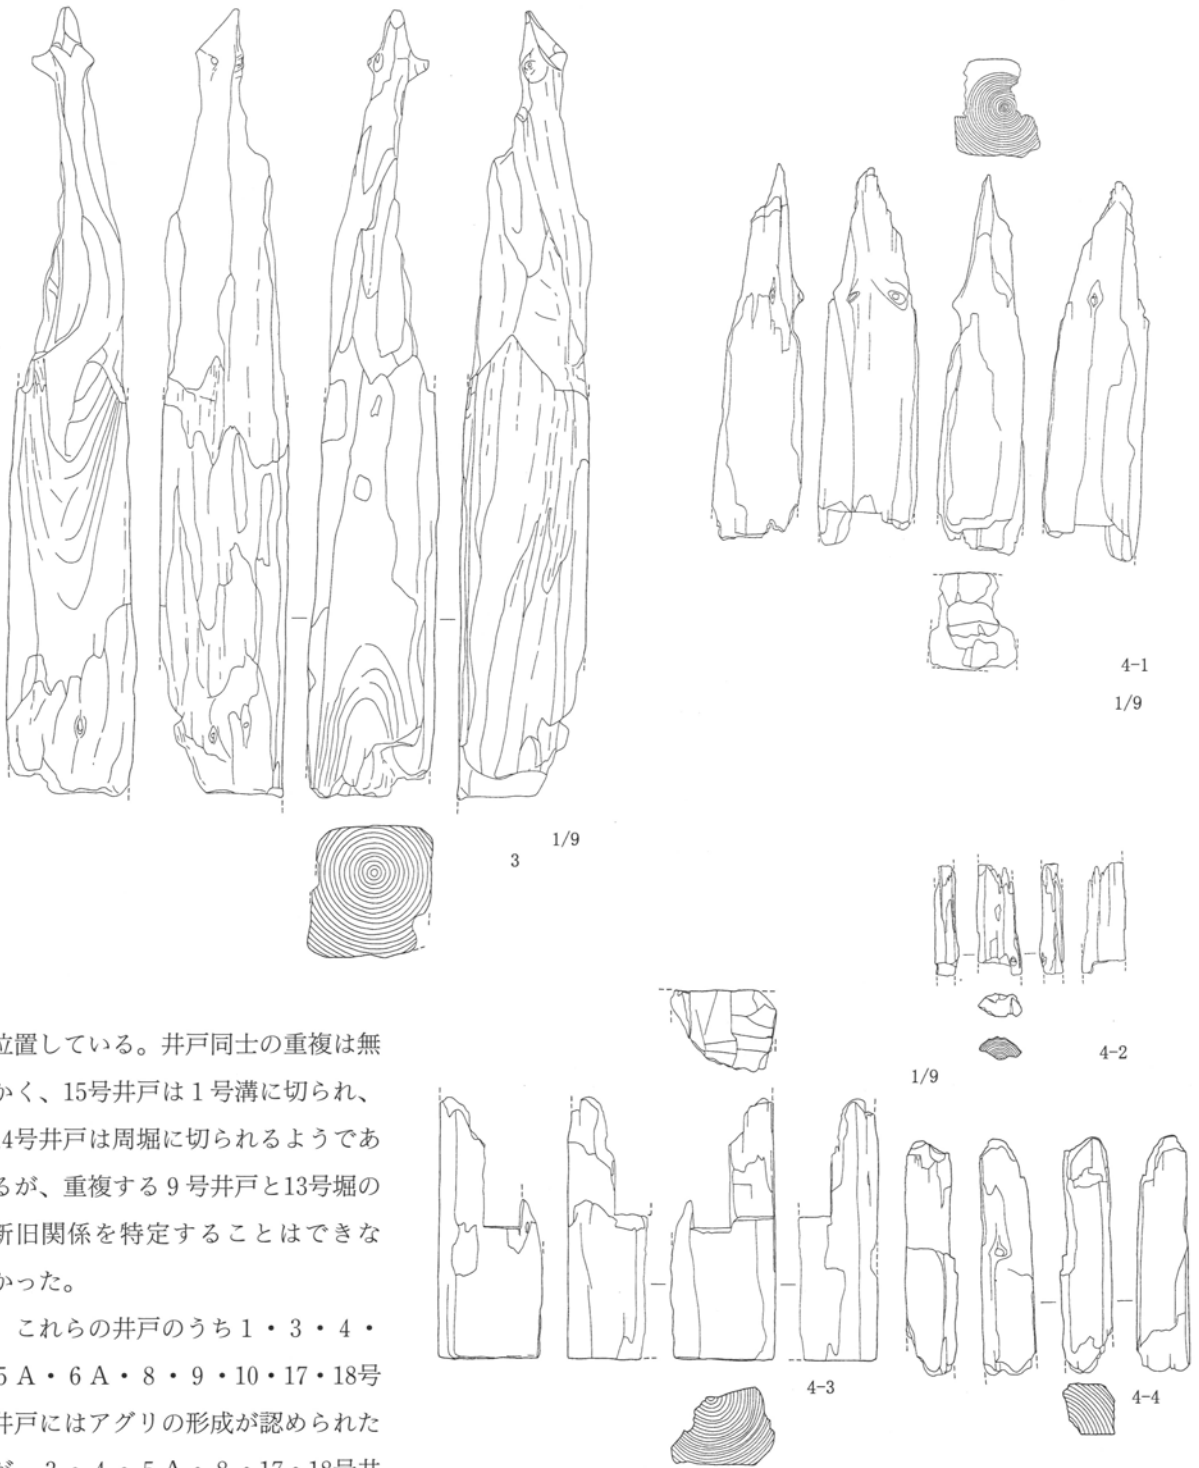 4-1
1/9
1/9
3
4-2
1/9
4-3
4-4
位置している。井戸同士の重複は無
かく、15号井戸は1号溝に切られ、
4号井戸は周堀に切られるようであ
るが、重複する9号井戸と13号堀の
新旧関係を特定することはできな
かった。
これらの井戸のうち1・3・4・
5A・6A・8・9・10・17・18号
井戸にはアグリの形成が認められた